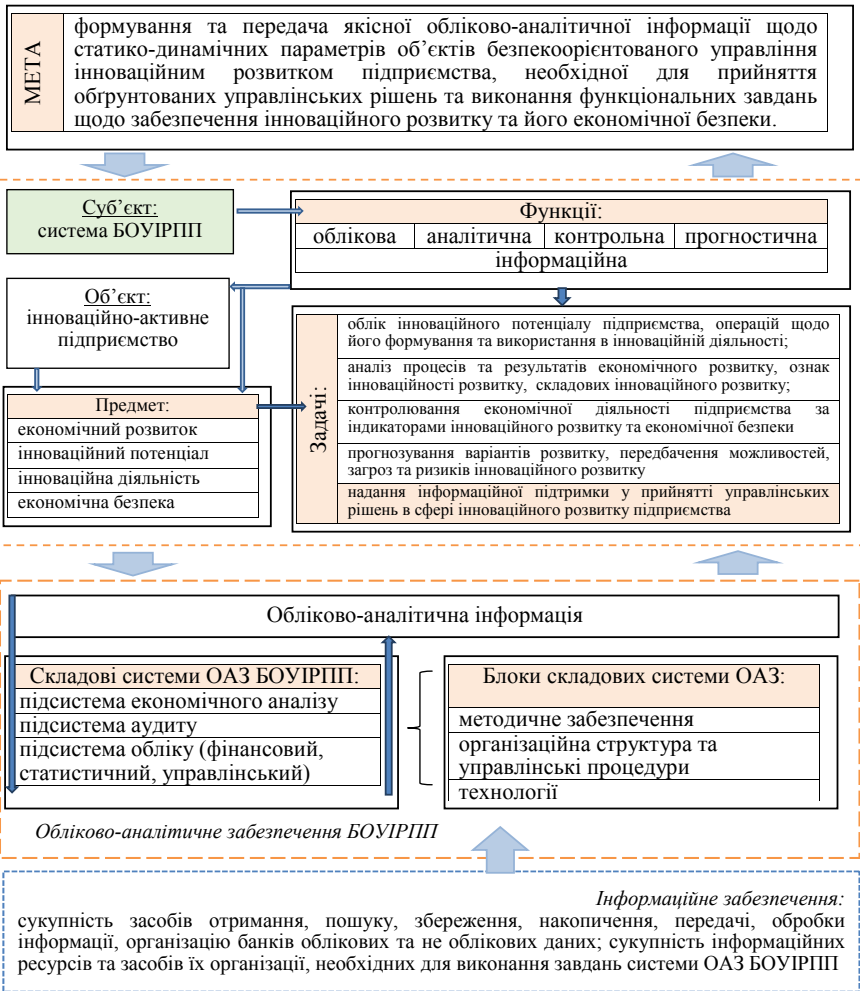 МЕТА
формування та передача якісної обліково-аналітичної інформації щодо
статико-динамічних параметрів об’єктів безпекоорієнтованого управління
інноваційним розвитком підприємства, необхідної для прийняття
обґрунтованих управлінських рішень та виконання функціональних завдань
щодо забезпечення інноваційного розвитку та його економічної безпеки.
Суб’єкт:
система БОУІРПП
Функції:
облікова аналітична контрольна прогностична
інформаційна
Об’єкт:
інноваційно-активне
підприємство
Предмет:
економічний розвиток
інноваційний потенціал
інноваційна діяльність
економічна безпека
Задачі:
облік інноваційного потенціалу підприємства, операцій щодо
його формування та використання в інноваційній діяльності;
аналіз процесів та результатів економічного розвитку, ознак
інноваційності розвитку, складових інноваційного розвитку;
контролювання економічної діяльності підприємства за
індикаторами інноваційного розвитку та економічної безпеки
прогнозування варіантів розвитку, передбачення можливостей,
загроз та ризиків інноваційного розвитку
надання інформаційної підтримки у прийнятті управлінських
рішень в сфері інноваційного розвитку підприємства
Обліково-аналітична інформація
Складові системи ОАЗ БОУІРПП:
підсистема економічного аналізу
підсистема аудиту
підсистема обліку (фінансовий,
статистичний, управлінський)
Блоки складових системи ОАЗ:
методичне забезпечення
організаційна структура та
управлінські процедури
технології
Обліково-аналітичне забезпечення БОУІРПП
Інформаційне забезпечення:
сукупність засобів отримання, пошуку, збереження, накопичення, передачі, обробки
інформації, організацію банків облікових та не облікових даних; сукупність інформаційних
ресурсів та засобів їх організації, необхідних для виконання завдань системи ОАЗ БОУІРПП